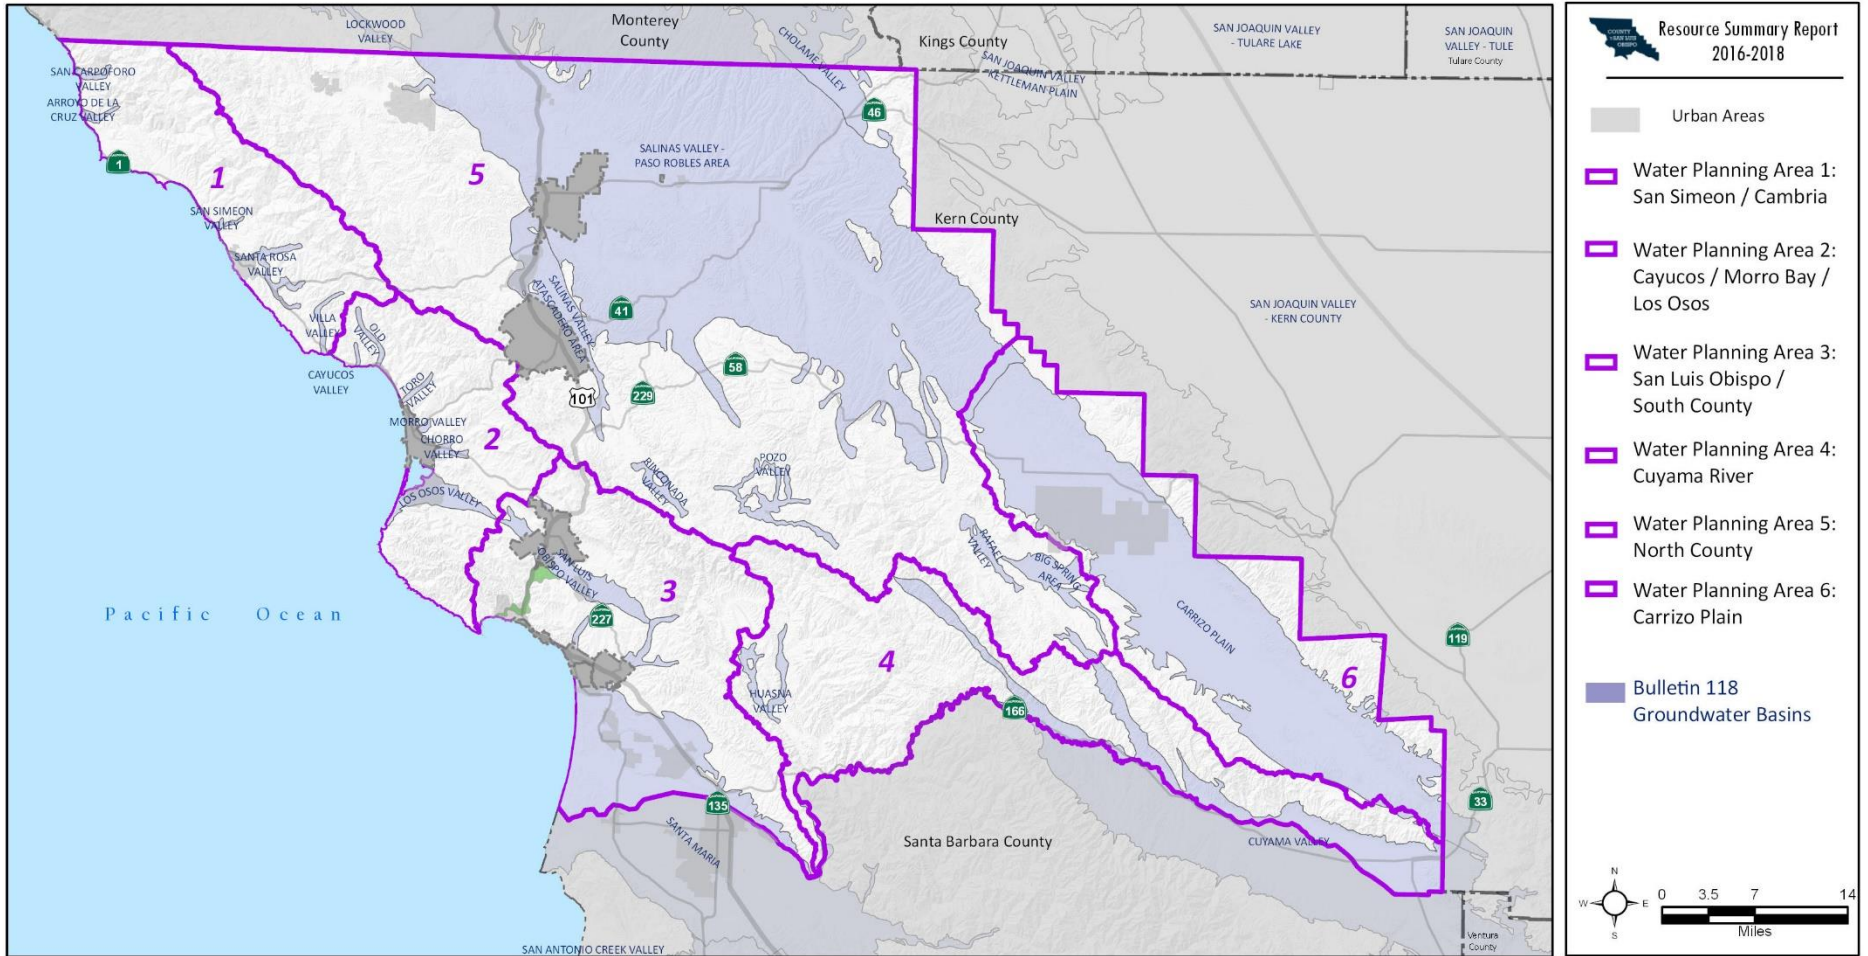 LOCKWOOD
VALLEY
Monterey
County
CHOLAME VALLEY
Kings County
SAN JOAQUIN VALLEY
- KETTLEMAN PLAIN
SAN JOAQUIN VALLEY
- TULARE LAKE
SAN JOAQUIN
VALLEY - TULE
Tulare County
SAN CARPOFORO
VALLEY
ARROYO DE LA
CRUZ VALLEY
46
1
1
5
SALINAS VALLEY -
PASO ROBLES AREA
SAN SIMEON
VALLEY
Kern County
SANTA ROSA
VALLEY
VILLA
VALLEY
OLD
VALLEY
CAYUCOS
VALLEY
SALINAS VALLEY-
ATASCADERO AREA
41
SAN JOAQUIN VALLEY
- KERN COUNTY
58
229
101
TORO
VALLEY
MORRO VALLEY
CHORRO
VALLEY
2
RINCONADA
VALLEY
POZO
VALLEY
LOS OSOS VALLEY
SAN LUIS
OBISPO VALLEY
3
227
RAFAEL
VALLEY
BIG SPRING
AREA
CARRIZO PLAIN
Pacific Ocean
4
HUASNA
VALLEY
166
6
119
135
SANTA MARIA
Santa Barbara County
CUYAMA VALLEY
33
Ventura
County
SAN ANTONIO CREEK VALLEY
COUNTY
OF SAN LUIS
OBISPO
Resource Summary Report
2016-2018
Urban Areas
Water Planning Area 1:
San Simeon / Cambria
Water Planning Area 2:
Cayucos / Morro Bay /
Los Osos
Water Planning Area 3:
San Luis Obispo /
South County
Water Planning Area 4:
Cuyama River
Water Planning Area 5:
North County
Water Planning Area 6:
Carrizo Plain
Bulletin 118
Groundwater Basins
N
W E
S
0 3.5 7 14
Miles